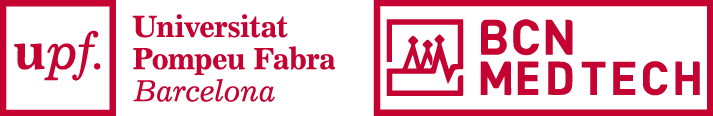 upf.
Universitat
Pompeu Fabra
Barcelona
BCN
MEDTECH